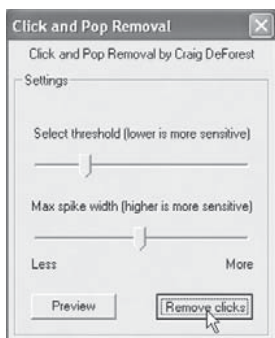 Click and Pop Removal
Click and Pop Removal by Craig DeForest
Settings
Select threshold (lower is more sensitive)
Max spike width (higher is more sensitive)
Less More
Preview Remove clicks